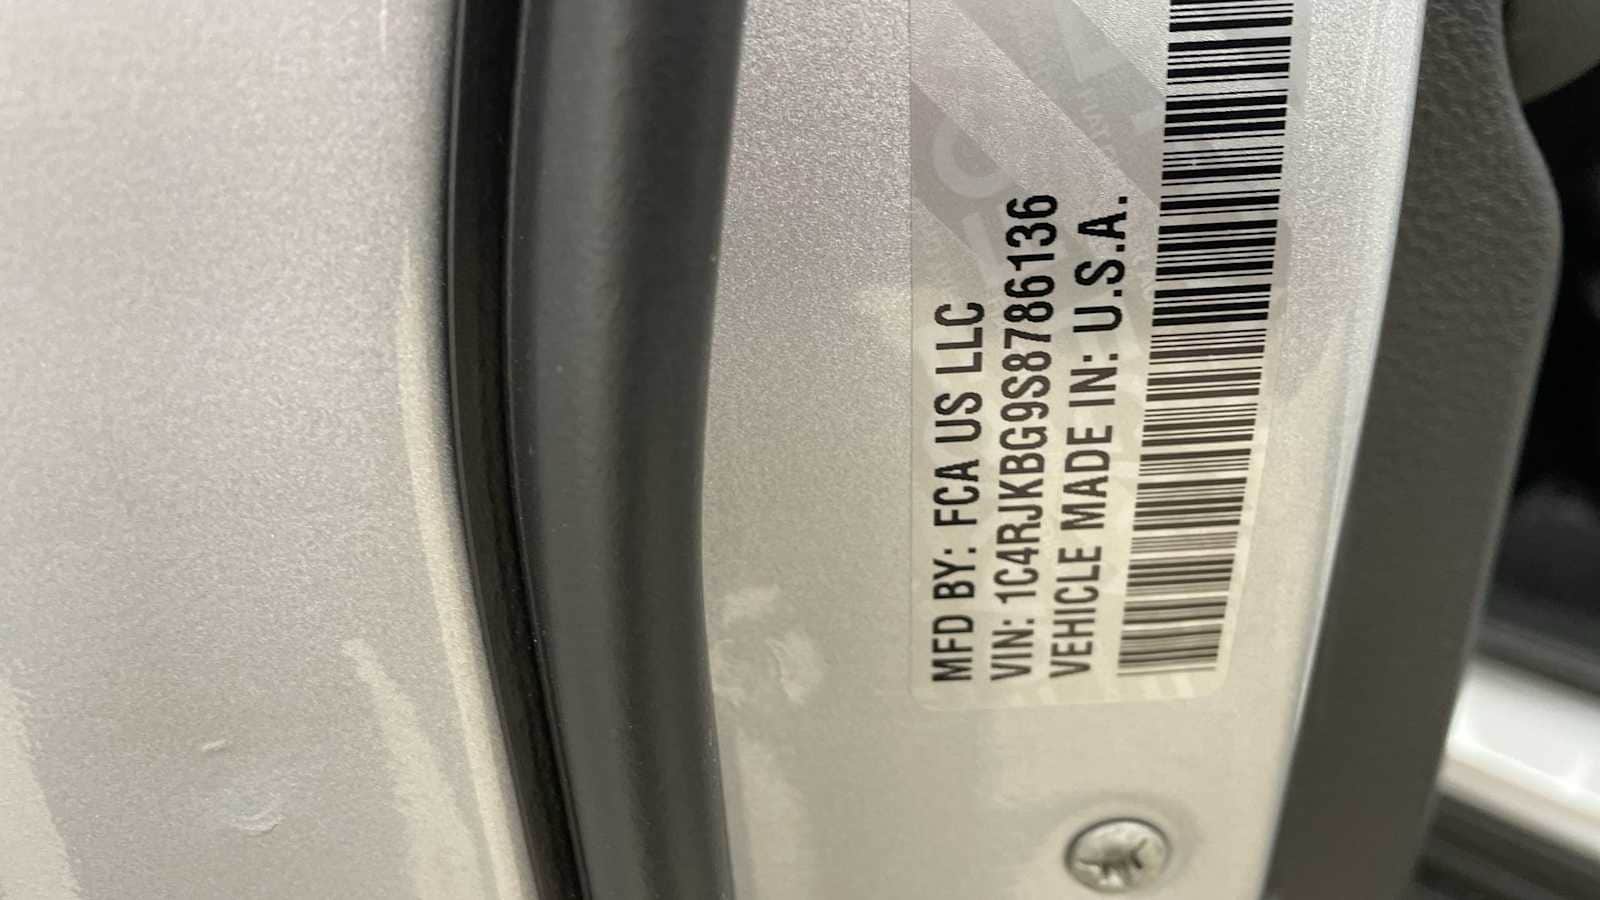 MFD BY: FCA US LLC
VIN: 1C4RJKBG9S8786136
VEHICLE MADE IN: U.S.A.